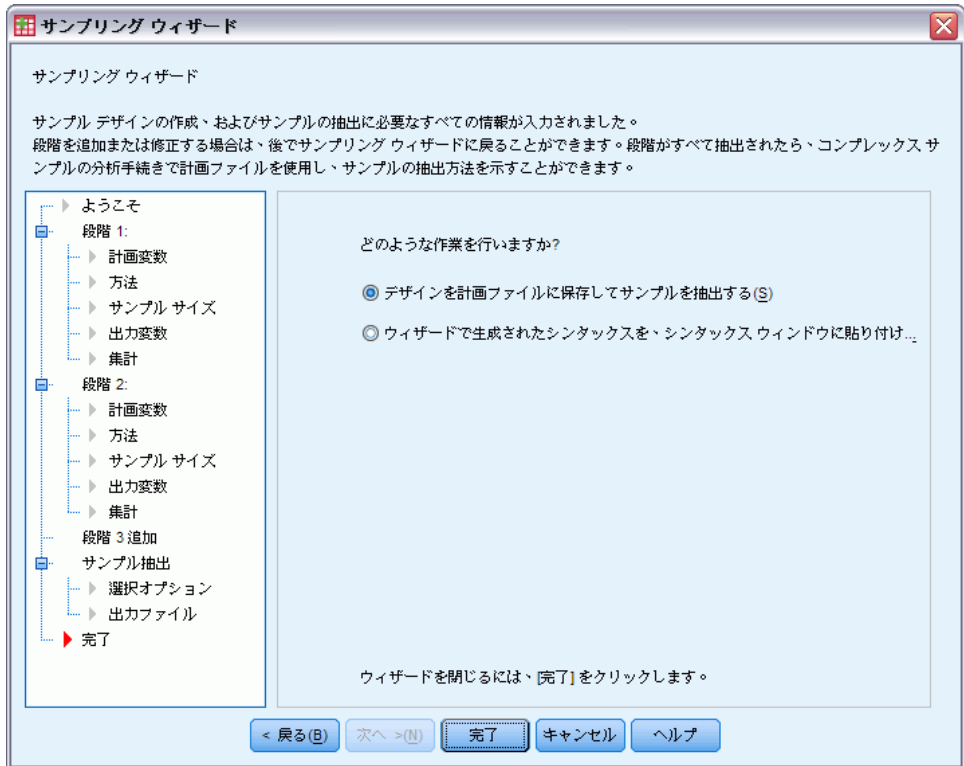 サンプリング ウィザード
サンプリング ウィザード
サンプル デザインの作成、およびサンプルの抽出に必要なすべての情報が入力されました。
段階を追加または修正する場合は、後でサンプリング ウィザードに戻ることができます。段階がすべて抽出されたら、コンプレックス サ
ンプルの分析手続きで計画ファイルを使用し、サンプルの抽出方法を示すことができます。
ようこそ
段階 1:
計画変数
方法
サンプル サイズ
出力変数
集計
段階 2:
計画変数
方法
サンプル サイズ
出力変数
集計
段階 3 追加
サンプル抽出
選択オプション
出力ファイル
完了
どのような作業を行いますか?
デザインを計画ファイルに保存してサンプルを抽出する(S)
ウィザードで生成されたシンタックスを、シンタックス ウィンドウに貼り付け...
ウィザードを閉じるには、[完了] をクリックします。
< 戻る(B)
次へ >(N)
完了
キャンセル
ヘルプ